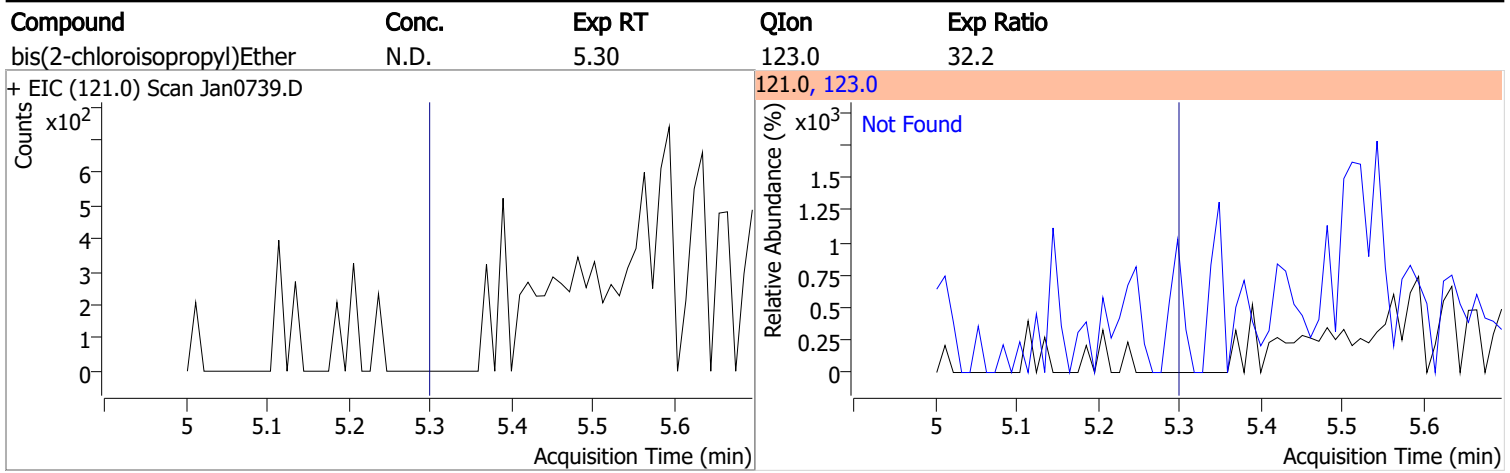 Compound Conc. Exp RT QIon Exp Ratio
bis(2-chloroisopropyl)Ether N.D. 5.30 123.0 32.2
+ EIC (121.0) Scan Jan0739.D
Counts
x10²
6
5
4
3
2
1
0
5 5.1 5.2 5.3 5.4 5.5 5.6
Acquisition Time (min)
121.0, 123.0
Relative Abundance (%)
x10³
Not Found
1.5
1.25
1
0.75
0.5
0.25
0
5 5.1 5.2 5.3 5.4 5.5 5.6
Acquisition Time (min)